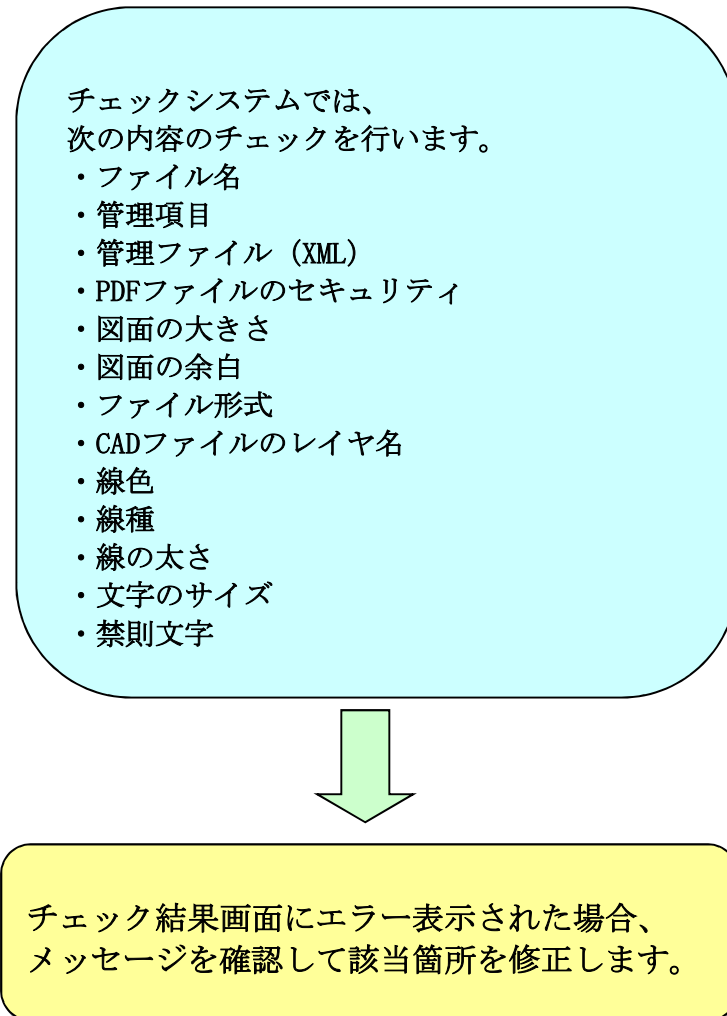 チェックシステムでは、
次の内容のチェックを行います。
・ファイル名
・管理項目
・管理ファイル（XML）
・PDFファイルのセキュリティ
・図面の大きさ
・図面の余白
・ファイル形式
・CADファイルのレイヤ名
・線色
・線種
・線の太さ
・文字のサイズ
・禁則文字
チェック結果画面にエラー表示された場合、
メッセージを確認して該当箇所を修正します。